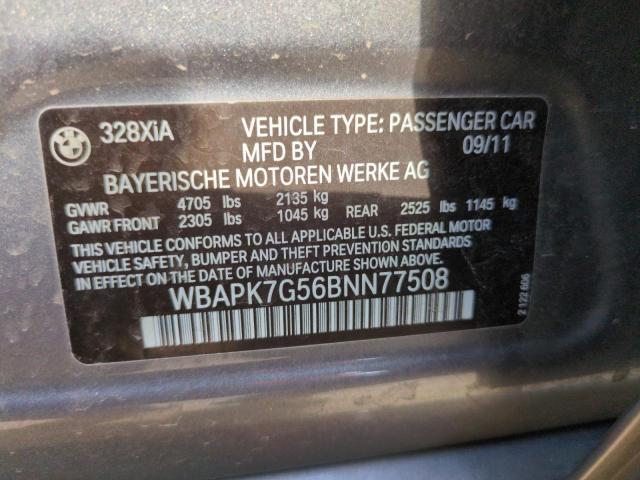 BMW
328XiA VEHICLE TYPE: PASSENGER CAR
MFD BY 09/11
BAYERISCHE MOTOREN WERKE AG
GVWR 4705 lbs 2135 kg
GAWR FRONT 2305 lbs 1045 kg REAR 2525 lbs 1145 kg
THIS VEHICLE CONFORMS TO ALL APPLICABLE U.S. FEDERAL MOTOR
VEHICLE SAFETY, BUMPER AND THEFT PREVENTION STANDARDS
IN EFFECT ON THE DATE OF MANUFACTURE SHOWN ABOVE.
WBAPK7G56BNN77508
2 122 606